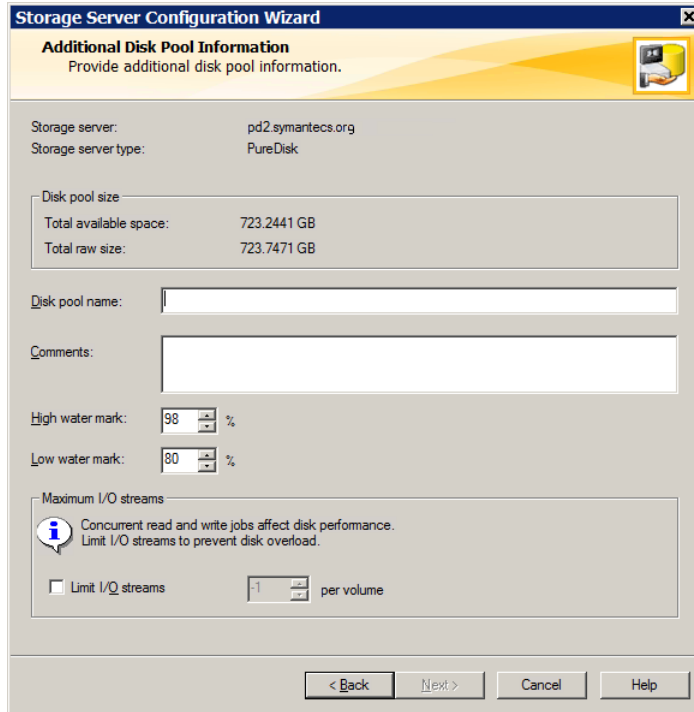 Storage Server Configuration Wizard
Additional Disk Pool Information
Provide additional disk pool information.
Storage server: pd2.symantecs.org
Storage server type: PureDisk
Disk pool size
Total available space: 723.2441 GB
Total raw size: 723.7471 GB
Disk pool name:
Comments:
High water mark: 98 %
Low water mark: 80 %
Maximum I/O streams
Concurrent read and write jobs affect disk performance.
Limit I/O streams to prevent disk overload.
Limit I/O streams -1 per volume
< Back Next > Cancel Help